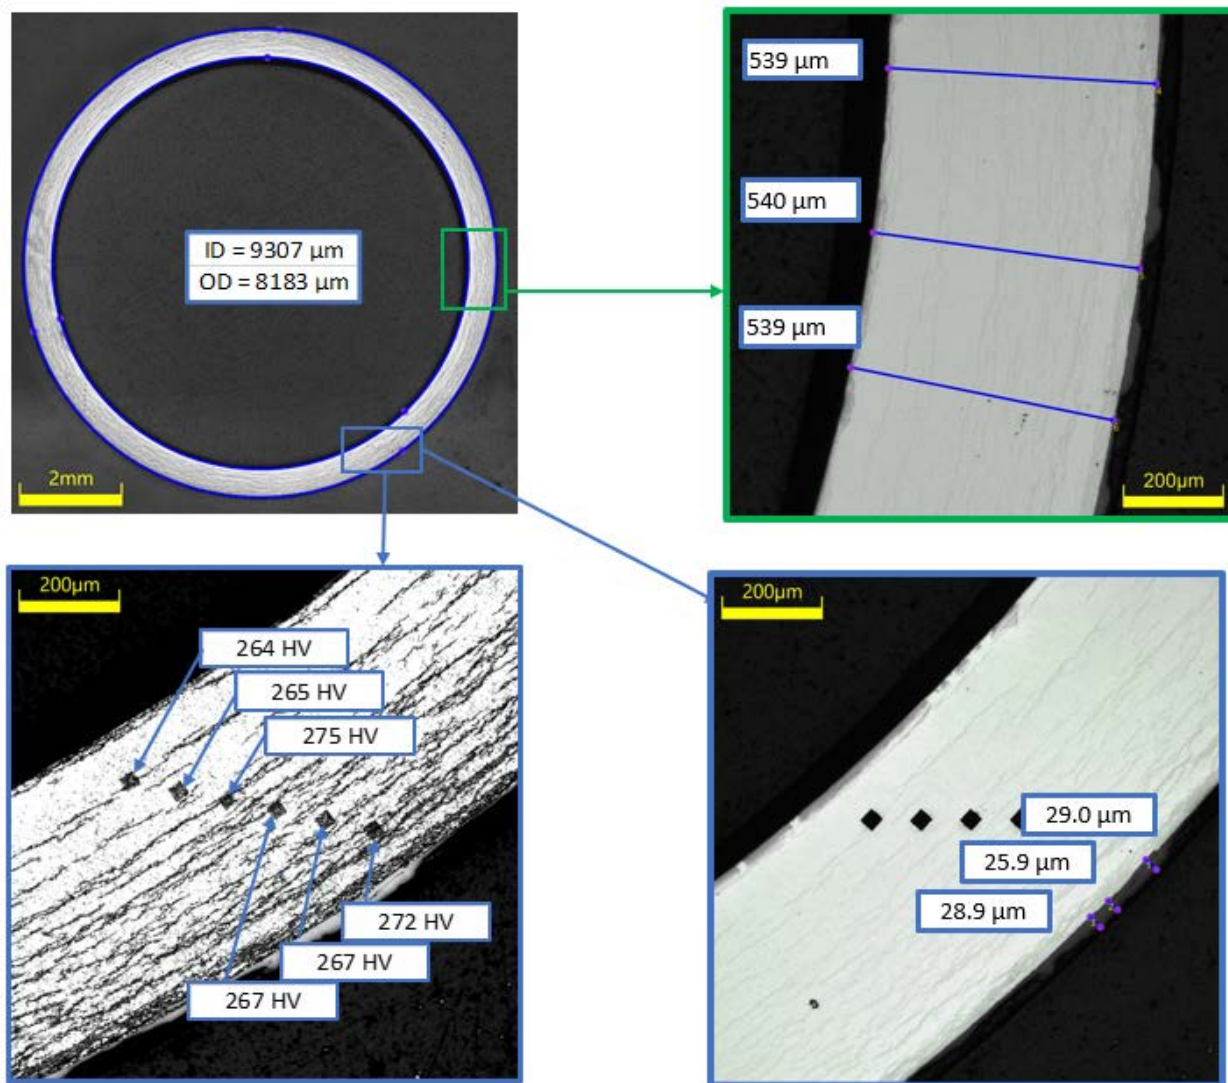 ID = 9307 µm
OD = 8183 µm
2mm
539 µm
540 µm
539 µm
200µm
200µm
264 HV
265 HV
275 HV
272 HV
267 HV
267 HV
200µm
29.0 µm
25.9 µm
28.9 µm